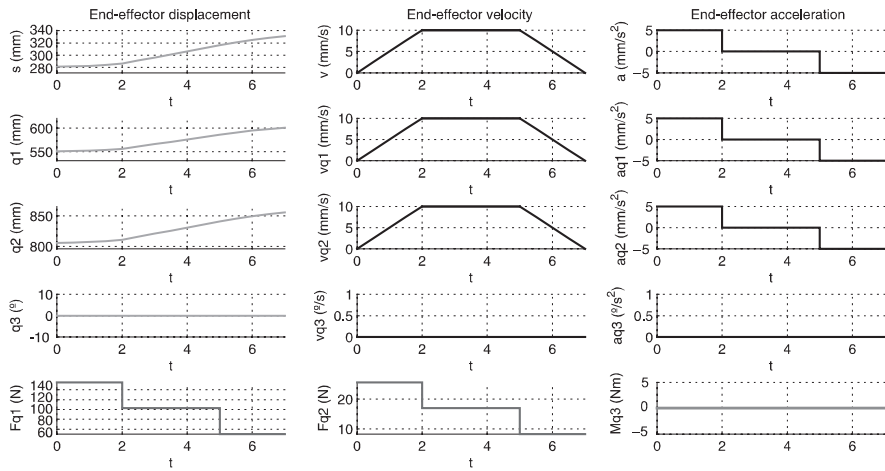 End-effector displacement
End-effector velocity
End-effector acceleration
s (mm)
340
320
300
280
0 2 4 6
t
v (mm/s)
10
5
0
0 2 4 6
t
a (mm/s²)
5
0
−5
0 2 4 6
t
q1 (mm)
600
550
0 2 4 6
t
vq1 (mm/s)
10
5
0
0 2 4 6
t
aq1 (mm/s²)
5
0
−5
0 2 4 6
t
q2 (mm)
850
800
0 2 4 6
t
vq2 (mm/s)
10
5
0
0 2 4 6
t
aq2 (mm/s²)
5
0
−5
0 2 4 6
t
q3 (º)
10
0
-10
0 2 4 6
t
vq3 (º/s)
1
0.5
0
0 2 4 6
t
aq3 (º/s²)
1
0.5
0
0 2 4 6
t
Fq1 (N)
140
120
100
80
60
0 2 4 6
t
Fq2 (N)
20
10
0 2 4 6
t
Mq3 (Nm)
5
0
−5
0 2 4 6
t